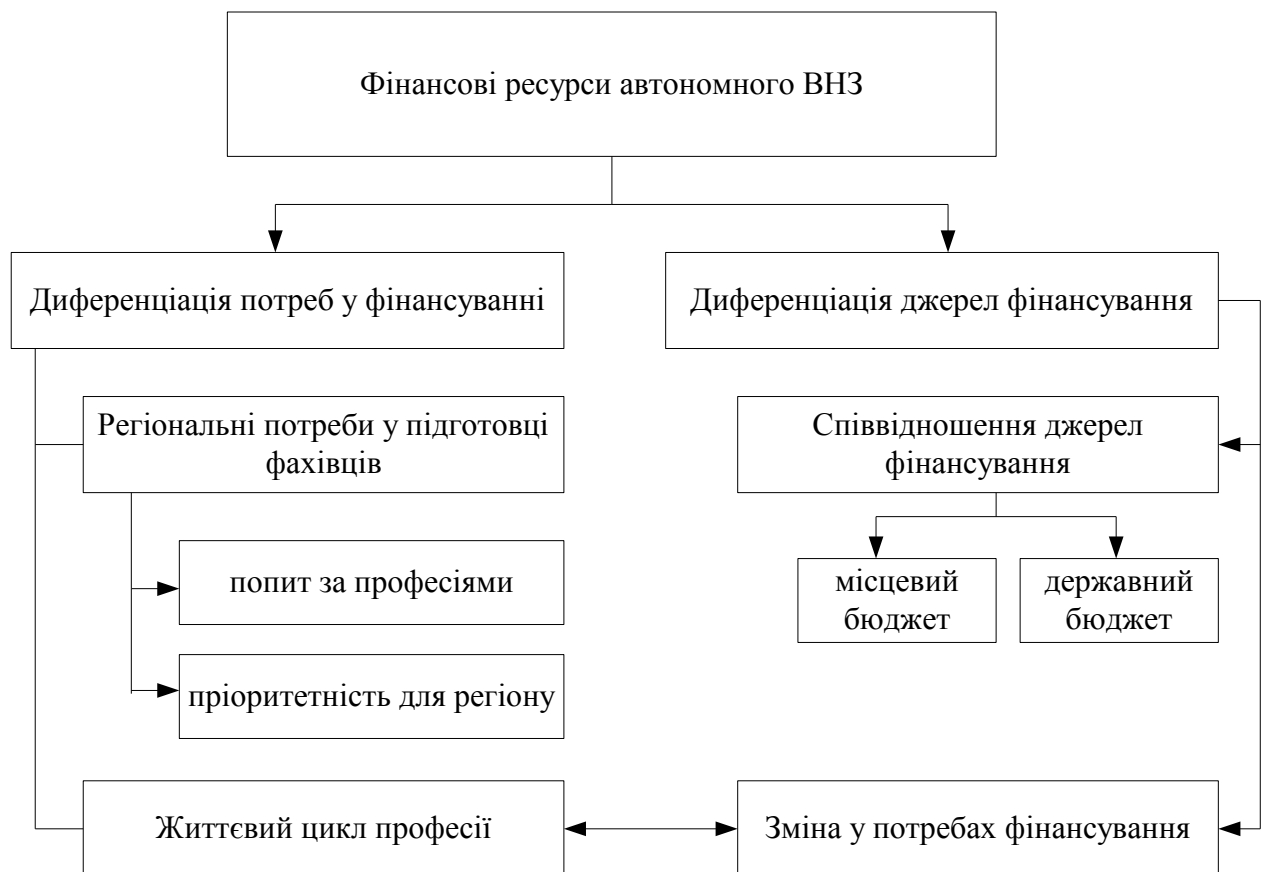 Фінансові ресурси автономного ВНЗ
Диференціація потреб у фінансуванні
Диференціація джерел фінансування
Регіональні потреби у підготовці
фахівців
Співвідношення джерел
фінансування
попит за професіями
місцевий
бюджет
державний
бюджет
пріоритетність для регіону
Життєвий цикл професії
Зміна у потребах фінансування